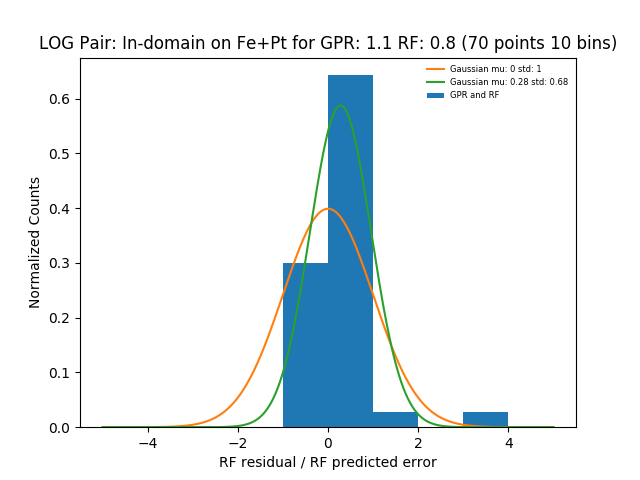 LOG Pair: In-domain on Fe+Pt for GPR: 1.1 RF: 0.8 (70 points 10 bins)
Gaussian mu: 0 std: 1
Gaussian mu: 0.28 std: 0.68
GPR and RF
Normalized Counts
0.6
0.5
0.4
0.3
0.2
0.1
0.0
−4 −2 0 2 4
RF residual / RF predicted error